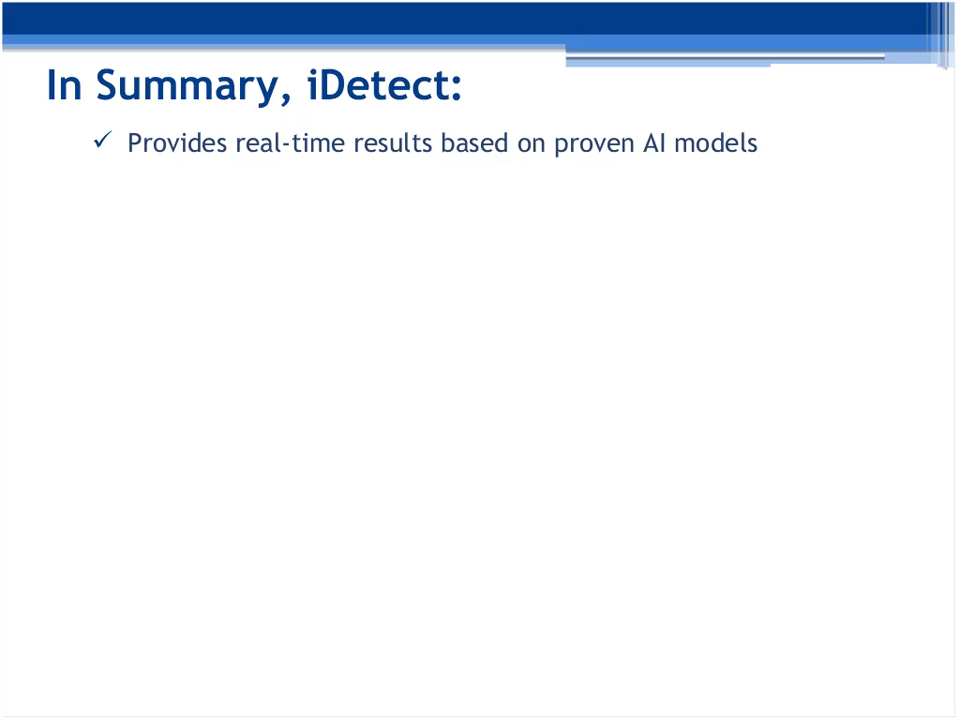 In Summary, iDetect:
✓ Provides real-time results based on proven AI models